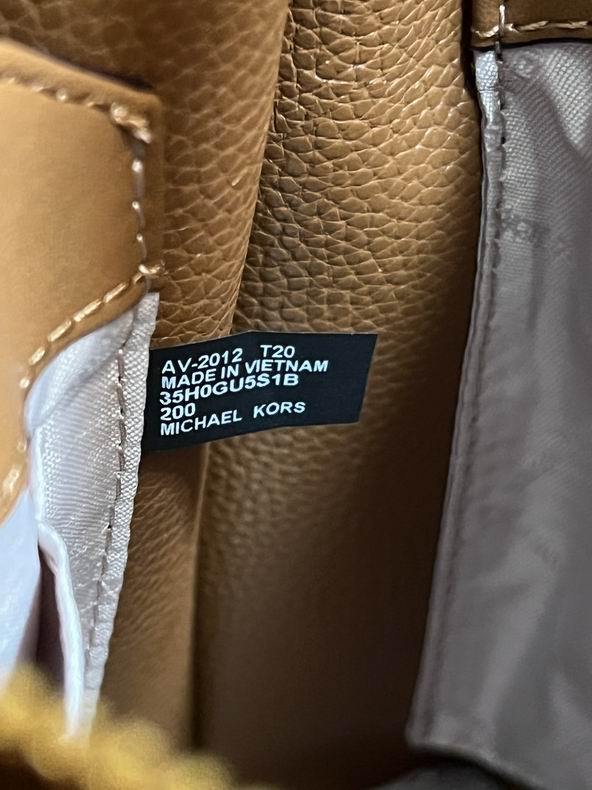 AV-2012 T20
MADE IN VIETNAM
35H0GU5S1B
200
MICHAEL KORS